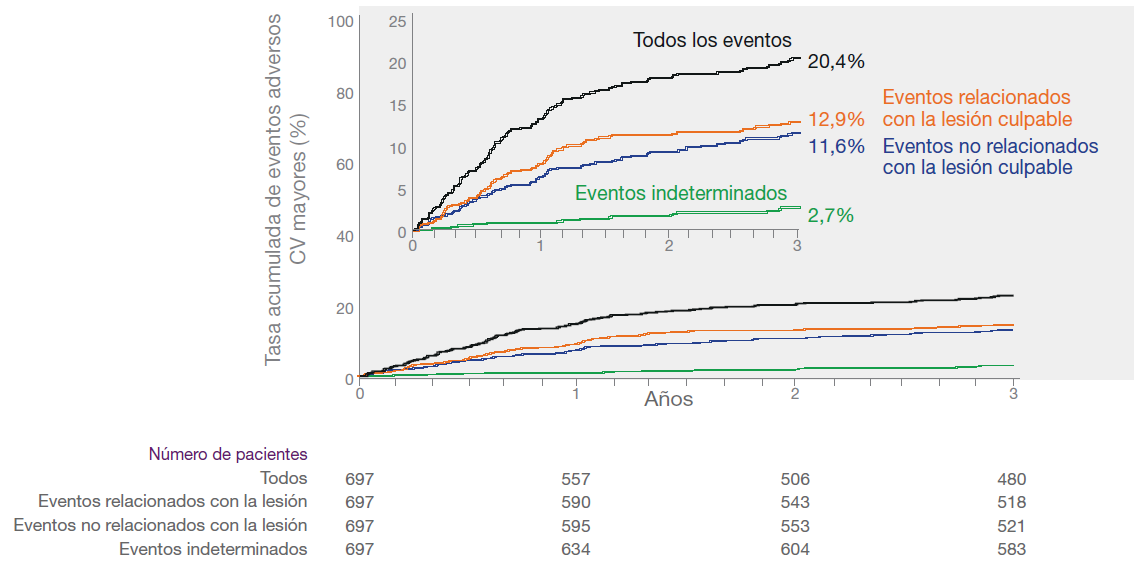 Tasa acumulada de eventos adversos
CV mayores (%)
100
80
60
40
20
0
25
20
15
10
5
0
0
1
2
3
Todos los eventos
20,4%
Eventos relacionados
con la lesión culpable
12,9%
11,6%
Eventos no relacionados
con la lesión culpable
Eventos indeterminados
2,7%
0
1
2
3
Años
Número de pacientes
Todos 697 557 506 480
Eventos relacionados con la lesión 697 590 543 518
Eventos no relacionados con la lesión 697 595 553 521
Eventos indeterminados 697 634 604 583